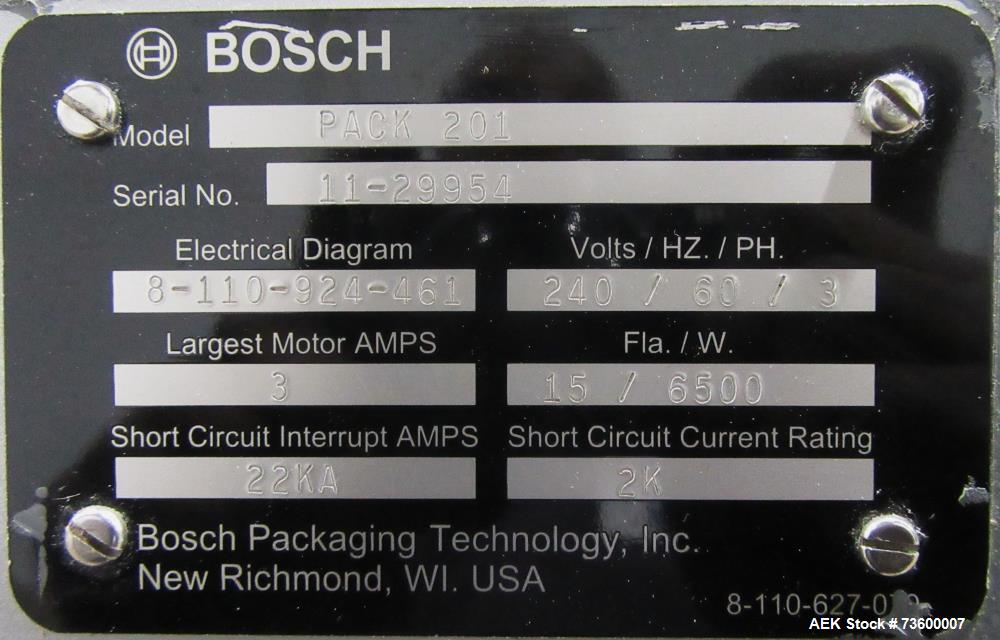 BOSCH
Model PACK 201
Serial No. 11-29954
Electrical Diagram Volts / HZ. / PH.
8-110-924-461 240 / 60 / 3
Largest Motor AMPS Fla. / W.
3 15 / 6500
Short Circuit Interrupt AMPS Short Circuit Current Rating
22KA 2K
Bosch Packaging Technology, Inc.
New Richmond, WI. USA
AEK Stock # 73600007